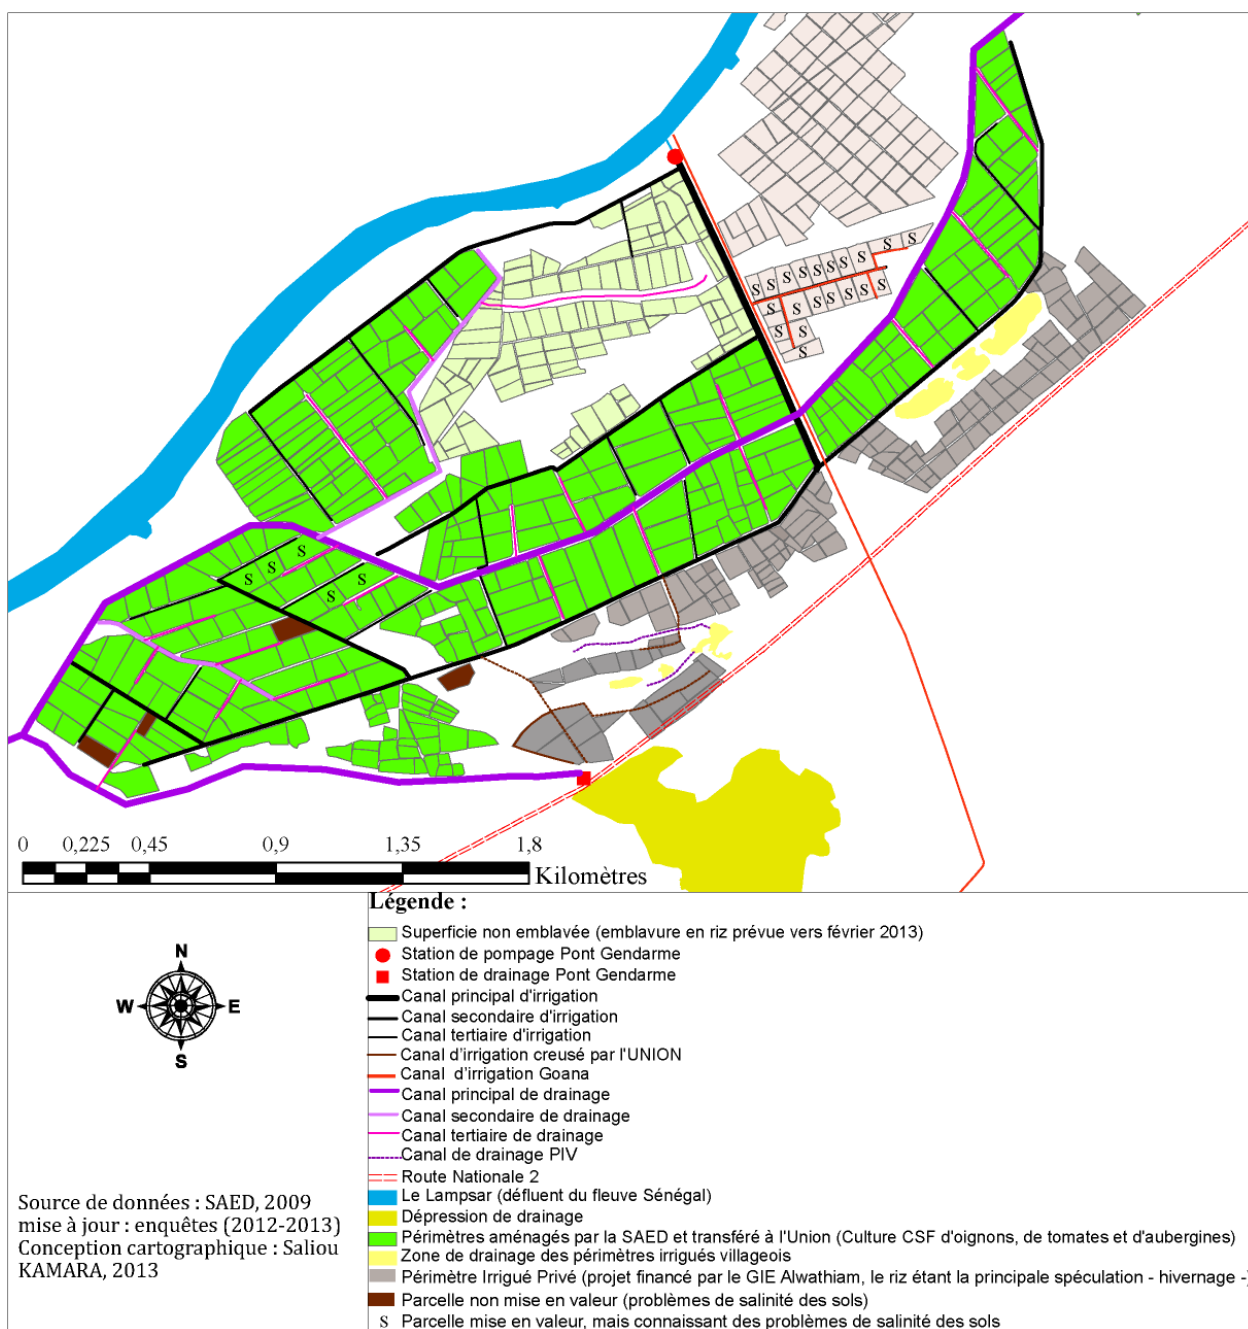 S S
S S S S S S S S
S S S S S S S
S S
S
S
S
S
S
S
0 0,225 0,45 0,9 1,35 1,8
Kilomètres
Légende :
Superficie non emblavée (emblavure en riz prévue vers février 2013)
Station de pompage Pont Gendarme
Station de drainage Pont Gendarme
Canal principal d'irrigation
Canal secondaire d'irrigation
Canal tertiaire d'irrigation
Canal d'irrigation creusé par l'UNION
Canal d'irrigation Goana
Canal principal de drainage
Canal secondaire de drainage
Canal tertiaire de drainage
Canal de drainage PIV
Route Nationale 2
Le Lampsar (défluent du fleuve Sénégal)
Dépression de drainage
Périmètres aménagés par la SAED et transféré à l'Union (Culture CSF d'oignons, de tomates et d'aubergines)
Zone de drainage des périmètres irrigués villageois
Périmètre Irrigué Privé (projet financé par le GIE Alwathiam, le riz étant la principale spéculation - hivernage -)
Parcelle non mise en valeur (problèmes de salinité des sols)
S Parcelle mise en valeur, mais connaissant des problèmes de salinité des sols
N
W E
S
Source de données : SAED, 2009
mise à jour : enquêtes (2012-2013)
Conception cartographique : Saliou
KAMARA, 2013